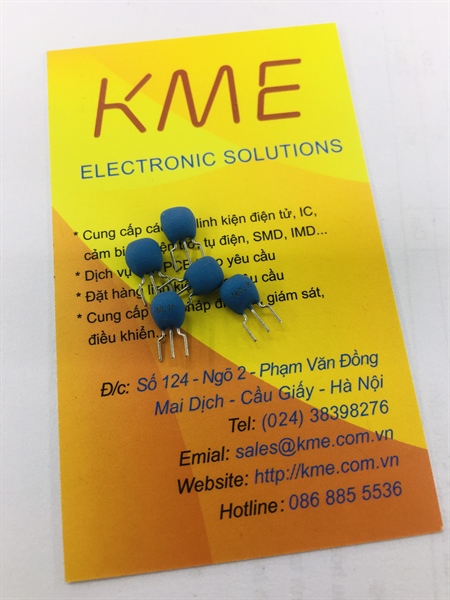 KME
ELECTRONIC SOLUTIONS
* Cung cấp linh kiện điện tử, IC,
cảm tụ điện, SMD, IMD...
* Dịch vụ PCB yêu cầu
* Đặt hàng cầu
* Cung cấp giám sát,
điều khiển
Đ/c: Số 124 - Ngõ 2 - Phạm Văn Đồng
Mai Dịch - Cầu Giấy - Hà Nội
Tel: (024) 38398276
Emial: sales@kme.com.vn
Website: http://kme.com.vn
Hotline: 086 885 5536